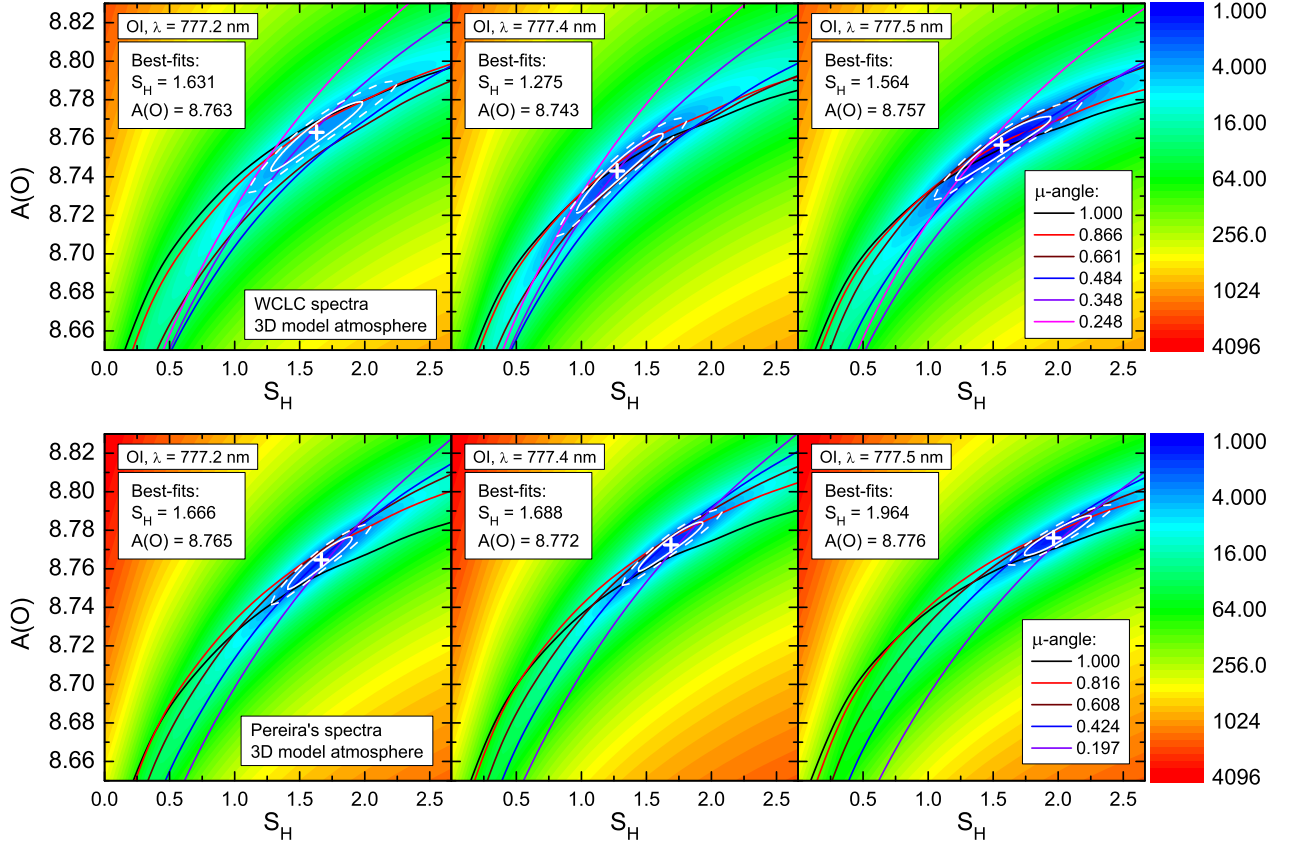 OI, λ = 777.2 nm
Best-fits:
S_H = 1.631
A(O) = 8.763
WCLC spectra
3D model atmosphere
OI, λ = 777.4 nm
Best-fits:
S_H = 1.275
A(O) = 8.743
OI, λ = 777.5 nm
Best-fits:
S_H = 1.564
A(O) = 8.757
μ-angle:
1.000
0.866
0.661
0.484
0.348
0.248
A(O)
8.82
8.80
8.78
8.76
8.74
8.72
8.70
8.68
8.66
0.0 0.5 1.0 1.5 2.0 2.5
0.5 1.0 1.5 2.0 2.5
0.5 1.0 1.5 2.0 2.5
S_H
S_H
S_H
1.000
4.000
16.00
64.00
256.0
1024
4096
OI, λ = 777.2 nm
Best-fits:
S_H = 1.666
A(O) = 8.765
Pereira's spectra
3D model atmosphere
OI, λ = 777.4 nm
Best-fits:
S_H = 1.688
A(O) = 8.772
OI, λ = 777.5 nm
Best-fits:
S_H = 1.964
A(O) = 8.776
μ-angle:
1.000
0.816
0.608
0.424
0.197
A(O)
8.82
8.80
8.78
8.76
8.74
8.72
8.70
8.68
8.66
0.0 0.5 1.0 1.5 2.0 2.5
0.5 1.0 1.5 2.0 2.5
0.5 1.0 1.5 2.0 2.5
S_H
S_H
S_H
1.000
4.000
16.00
64.00
256.0
1024
4096